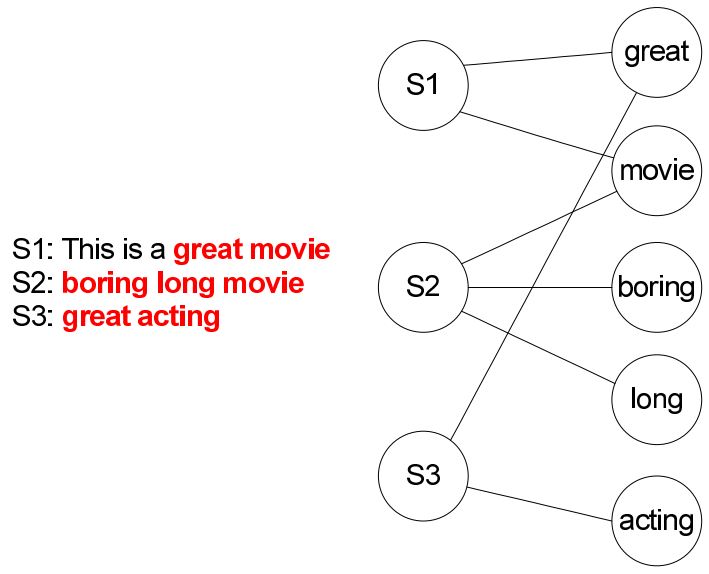 S1: This is a great movie
S2: boring long movie
S3: great acting
S1
S2
S3
great
movie
boring
long
acting